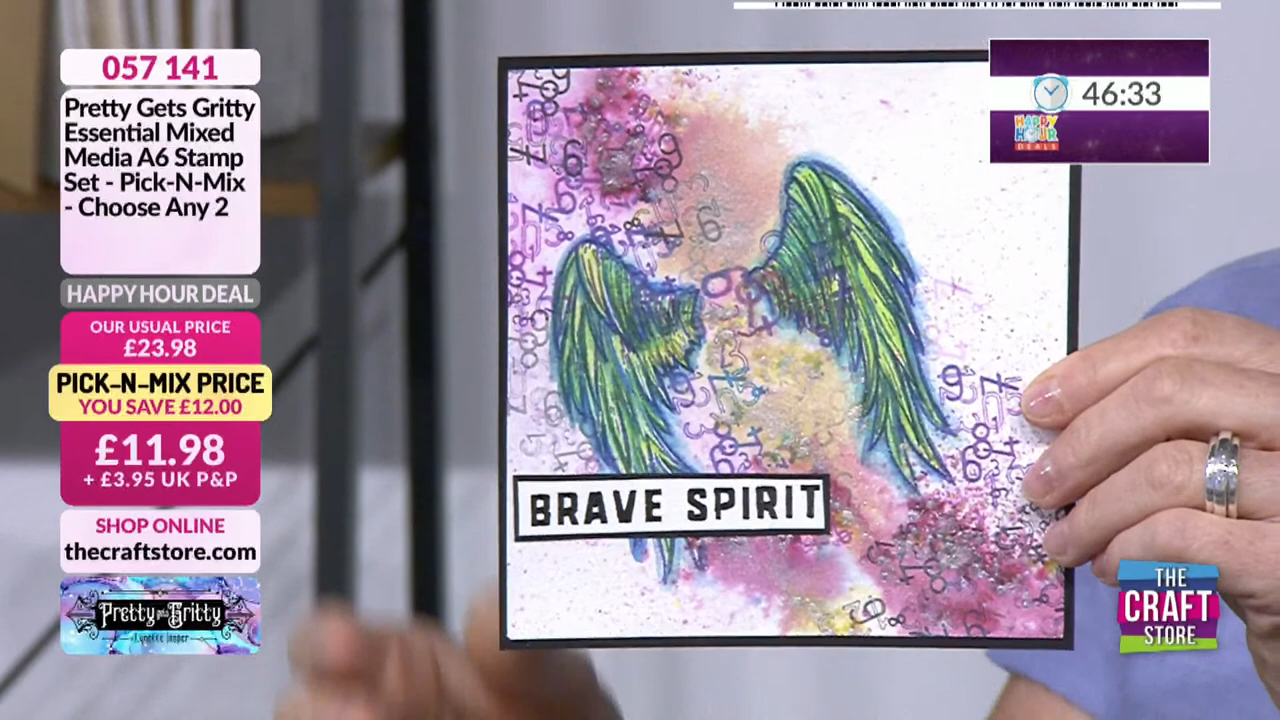 057 141
Pretty Gets Gritty
Essential Mixed
Media A6 Stamp
Set - Pick-N-Mix
- Choose Any 2
HAPPY HOUR DEAL
OUR USUAL PRICE
£23.98
PICK-N-MIX PRICE
YOU SAVE £12.00
£11.98
+ £3.95 UK P&P
SHOP ONLINE
thecraftstore.com
Pretty gets Gritty
46:33
HAPPY
HOUR
DEALS
BRAVE SPIRIT
THE
CRAFT
STORE